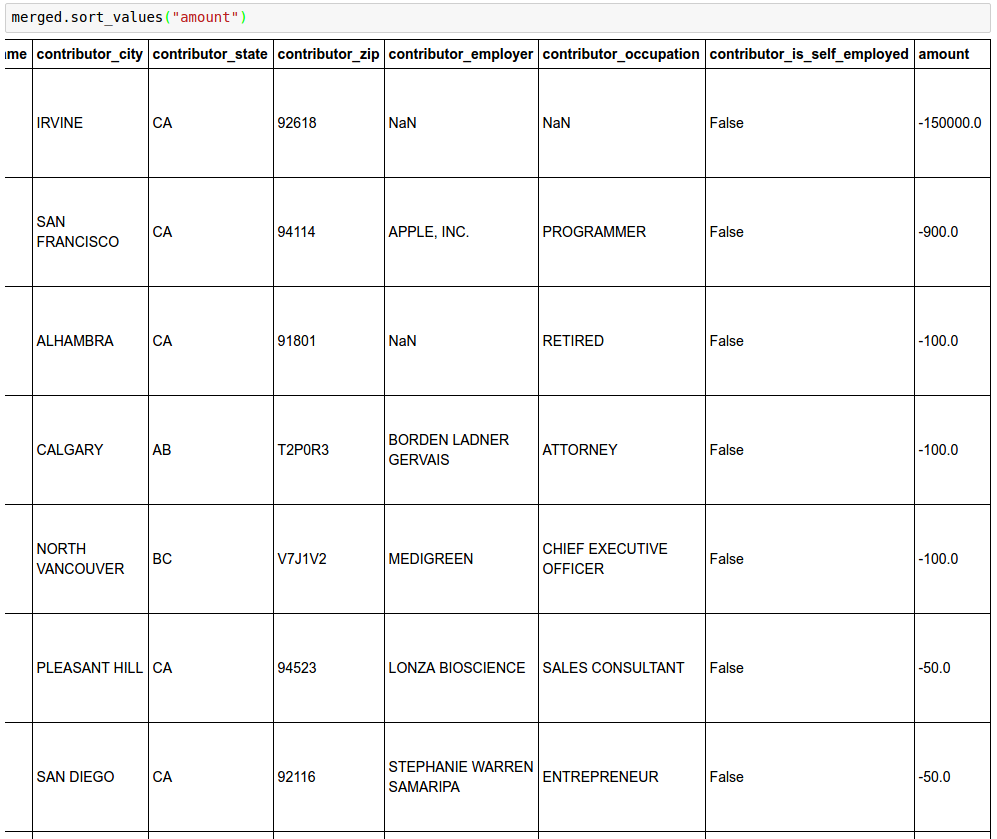 merged.sort_values("amount")
me contributor_city contributor_state contributor_zip contributor_employer contributor_occupation contributor_is_self_employed amount
IRVINE CA 92618 NaN NaN False -150000.0
SAN
FRANCISCO CA 94114 APPLE, INC. PROGRAMMER False -900.0
ALHAMBRA CA 91801 NaN RETIRED False -100.0
CALGARY AB T2P0R3 BORDEN LADNER
GERVAIS ATTORNEY False -100.0
NORTH
VANCOUVER BC V7J1V2 MEDIGREEN CHIEF EXECUTIVE
OFFICER False -100.0
PLEASANT HILL CA 94523 LONZA BIOSCIENCE SALES CONSULTANT False -50.0
SAN DIEGO CA 92116 STEPHANIE WARREN
SAMARIPA ENTREPRENEUR False -50.0